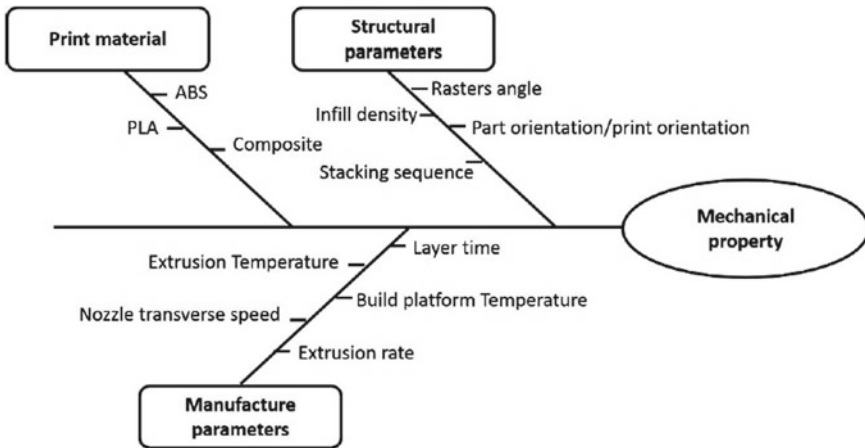 Print material
Structural
parameters
ABS
PLA
Composite
Rasters angle
Infill density
Part orientation/print orientation
Stacking sequence
Mechanical
property
Layer time
Extrusion Temperature
Build platform Temperature
Nozzle transverse speed
Extrusion rate
Manufacture
parameters